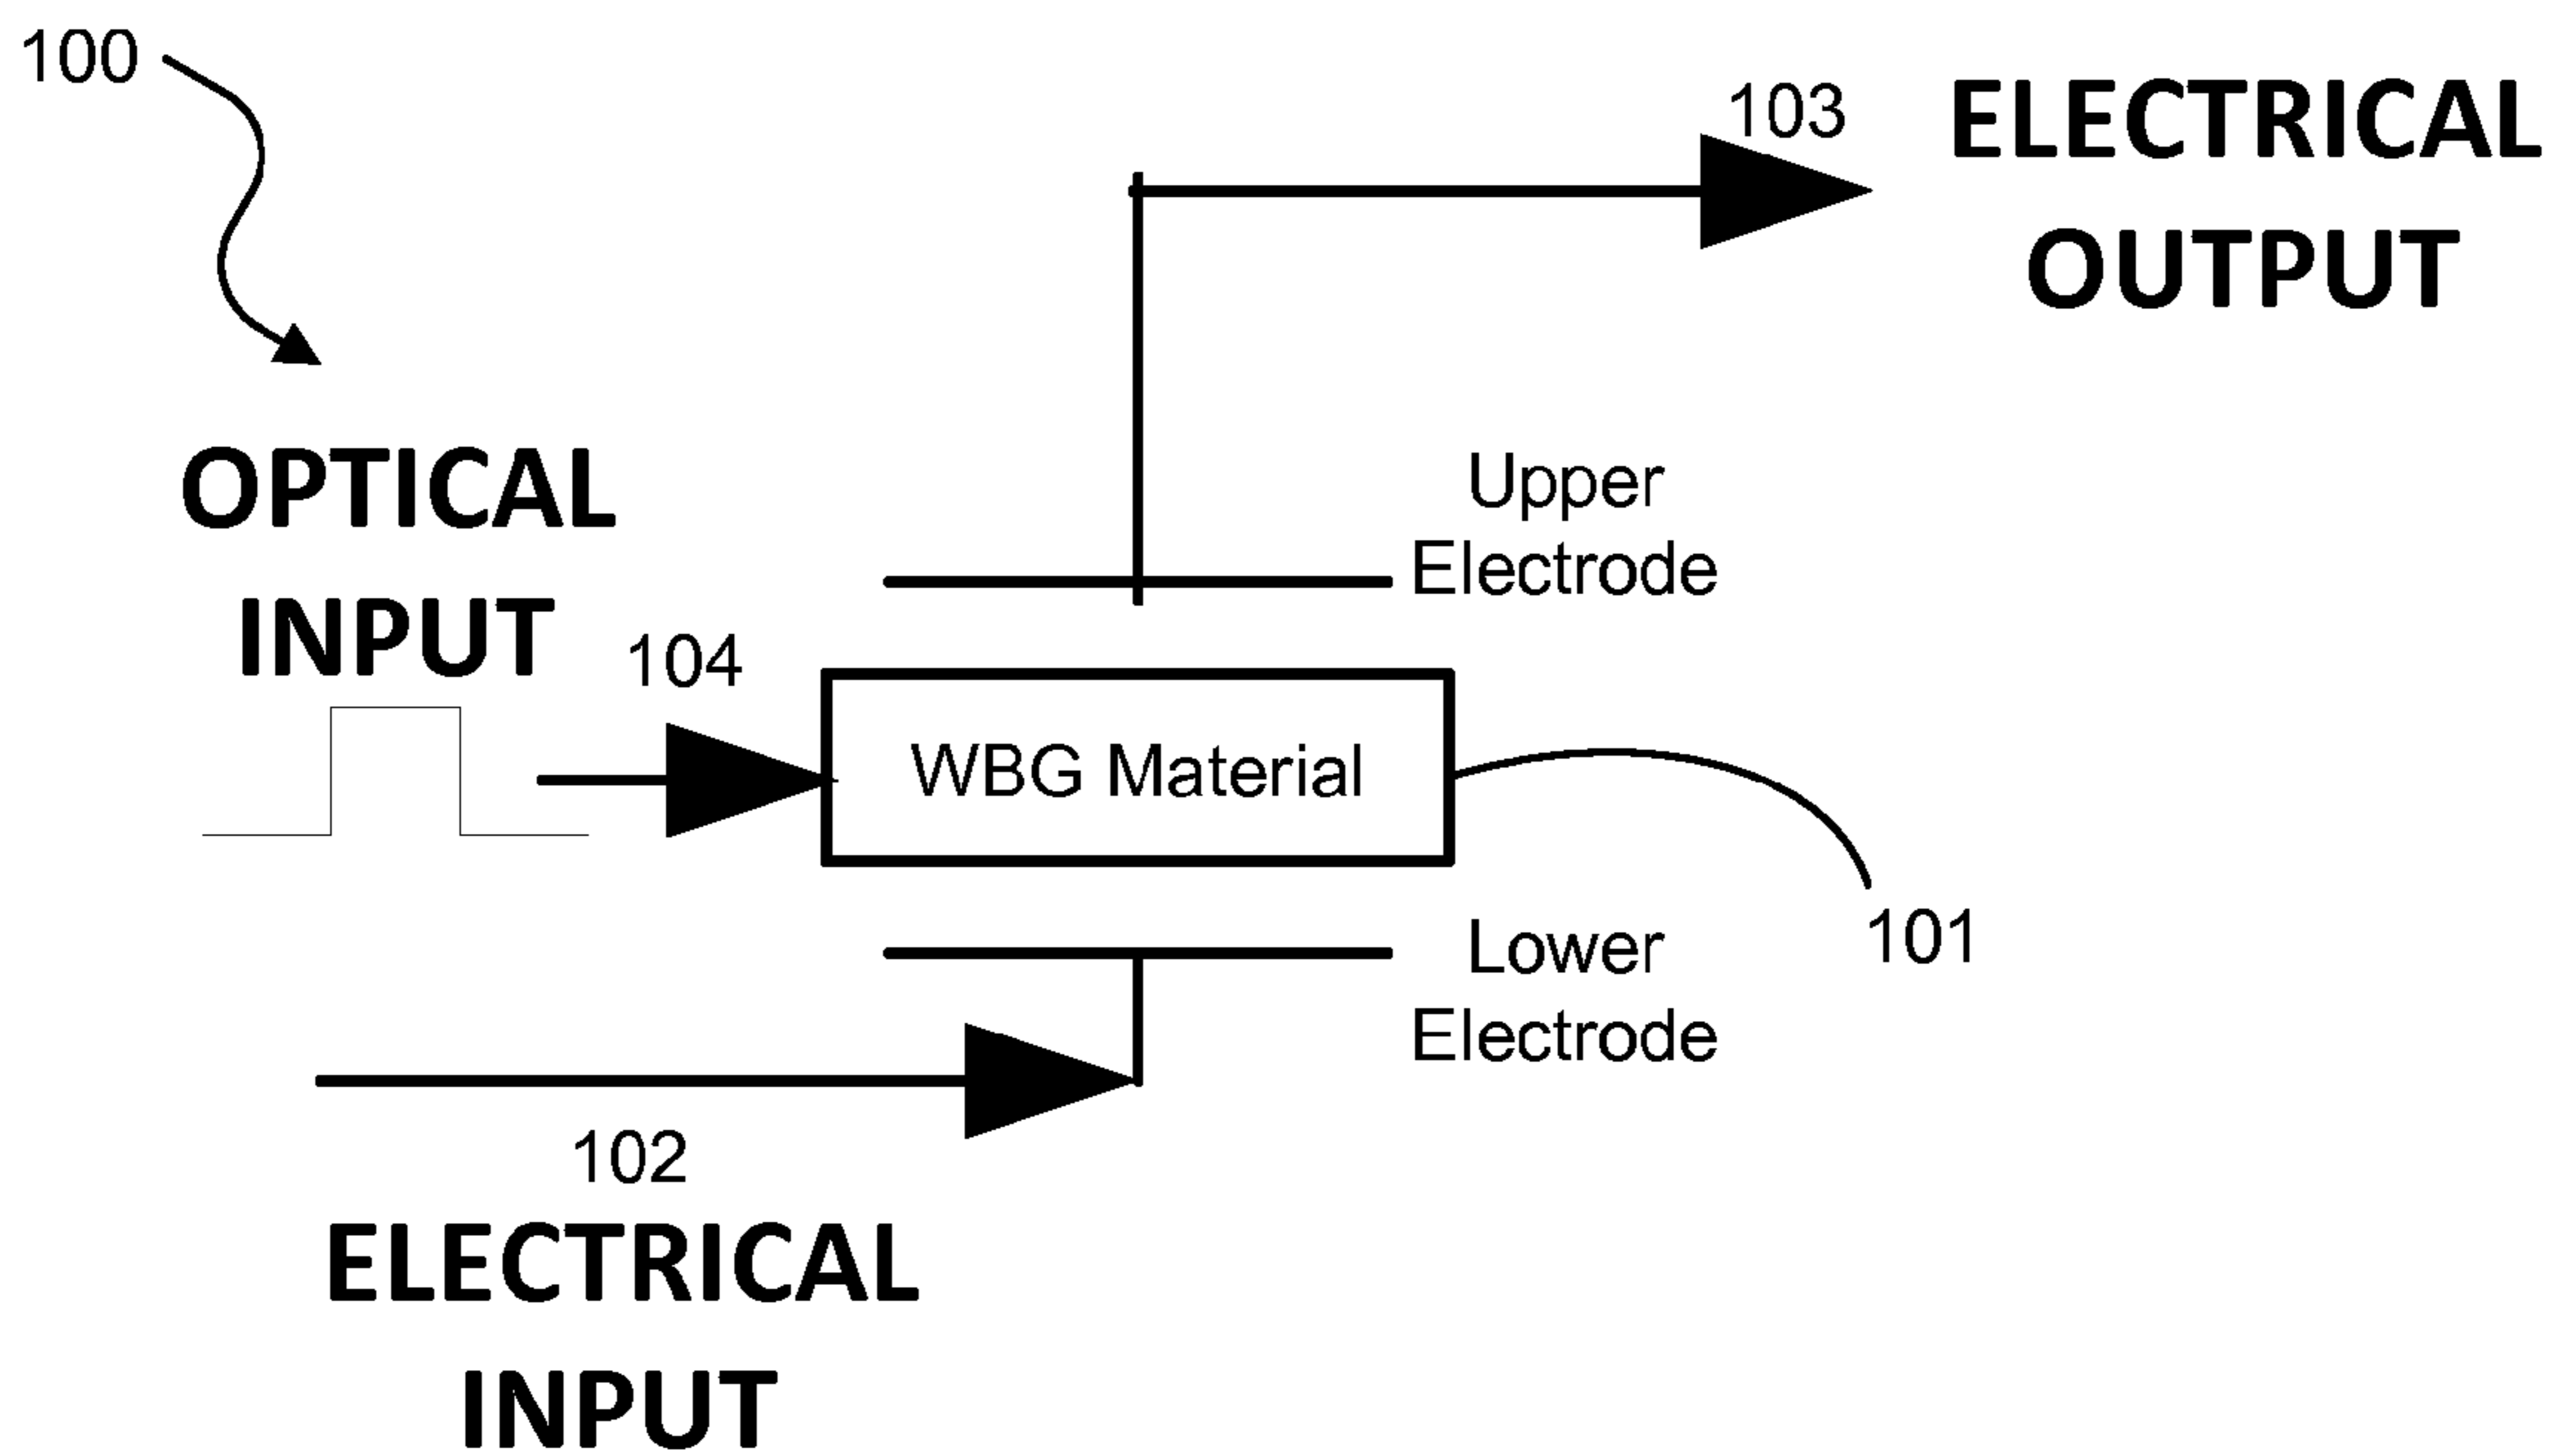 100
103
ELECTRICAL
OUTPUT
OPTICAL
INPUT
104
Upper
Electrode
WBG Material
101
Lower
Electrode
102
ELECTRICAL
INPUT